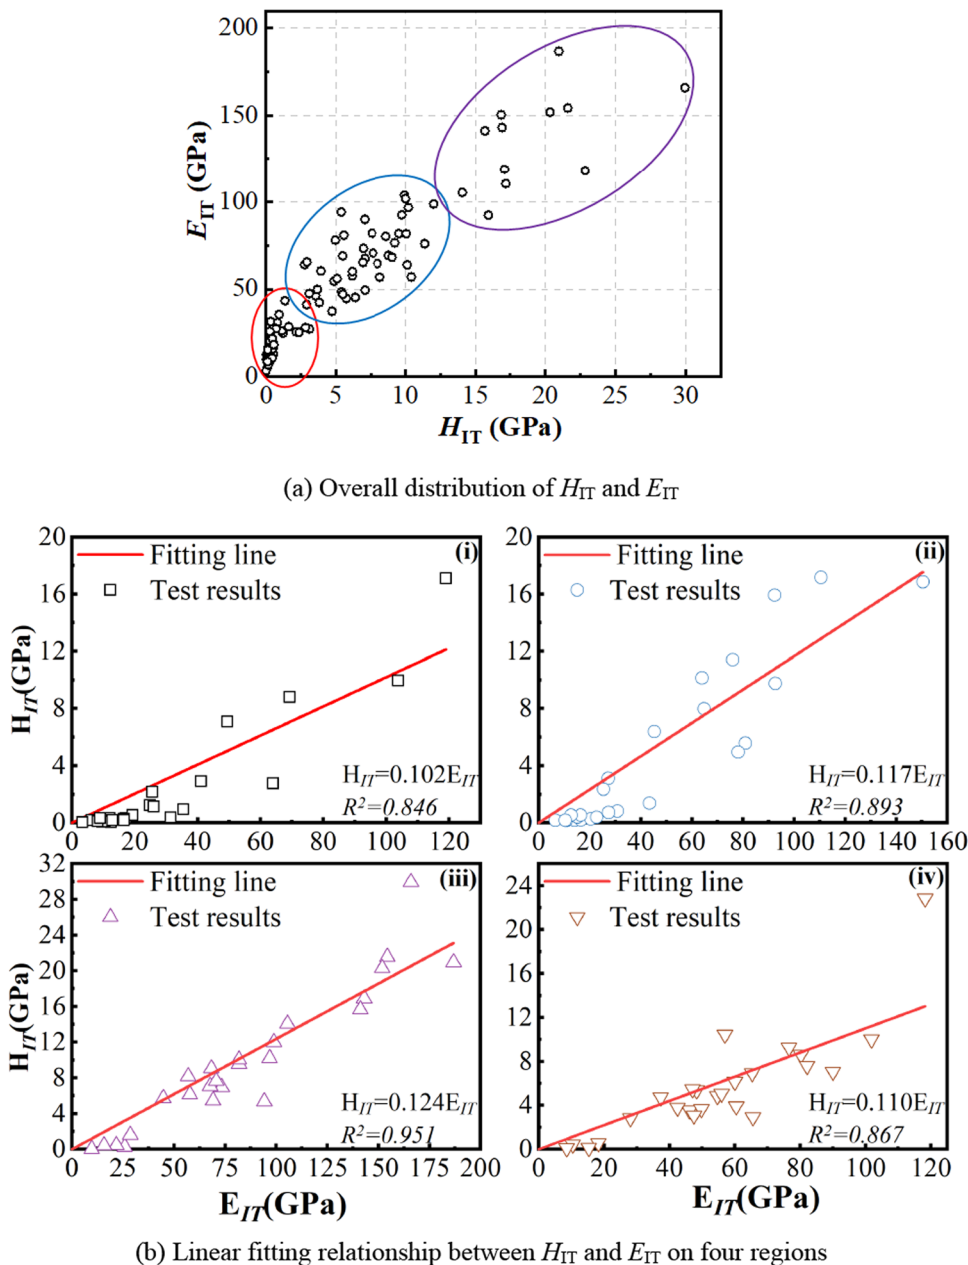 200
150
100
50
0
E_IT (GPa)
0 5 10 15 20 25 30
H_IT (GPa)
(a) Overall distribution of H_IT and E_IT
20
16
12
8
4
0
H_IT(GPa)
Fitting line
(i)
Test results
H_IT=0.102E_IT
R²=0.846
0 20 40 60 80 100 120
20
16
12
8
4
0
Fitting line
(ii)
Test results
H_IT=0.117E_IT
R²=0.893
0 20 40 60 80 100 120 140 160
32
28
24
20
16
12
8
4
0
H_IT(GPa)
Fitting line
(iii)
Test results
H_IT=0.124E_IT
R²=0.951
0 25 50 75 100 125 150 175 200
E_IT(GPa)
24
20
16
12
8
4
0
Fitting line
(iv)
Test results
H_IT=0.110E_IT
R²=0.867
0 20 40 60 80 100 120
E_IT(GPa)
(b) Linear fitting relationship between H_IT and E_IT on four regions